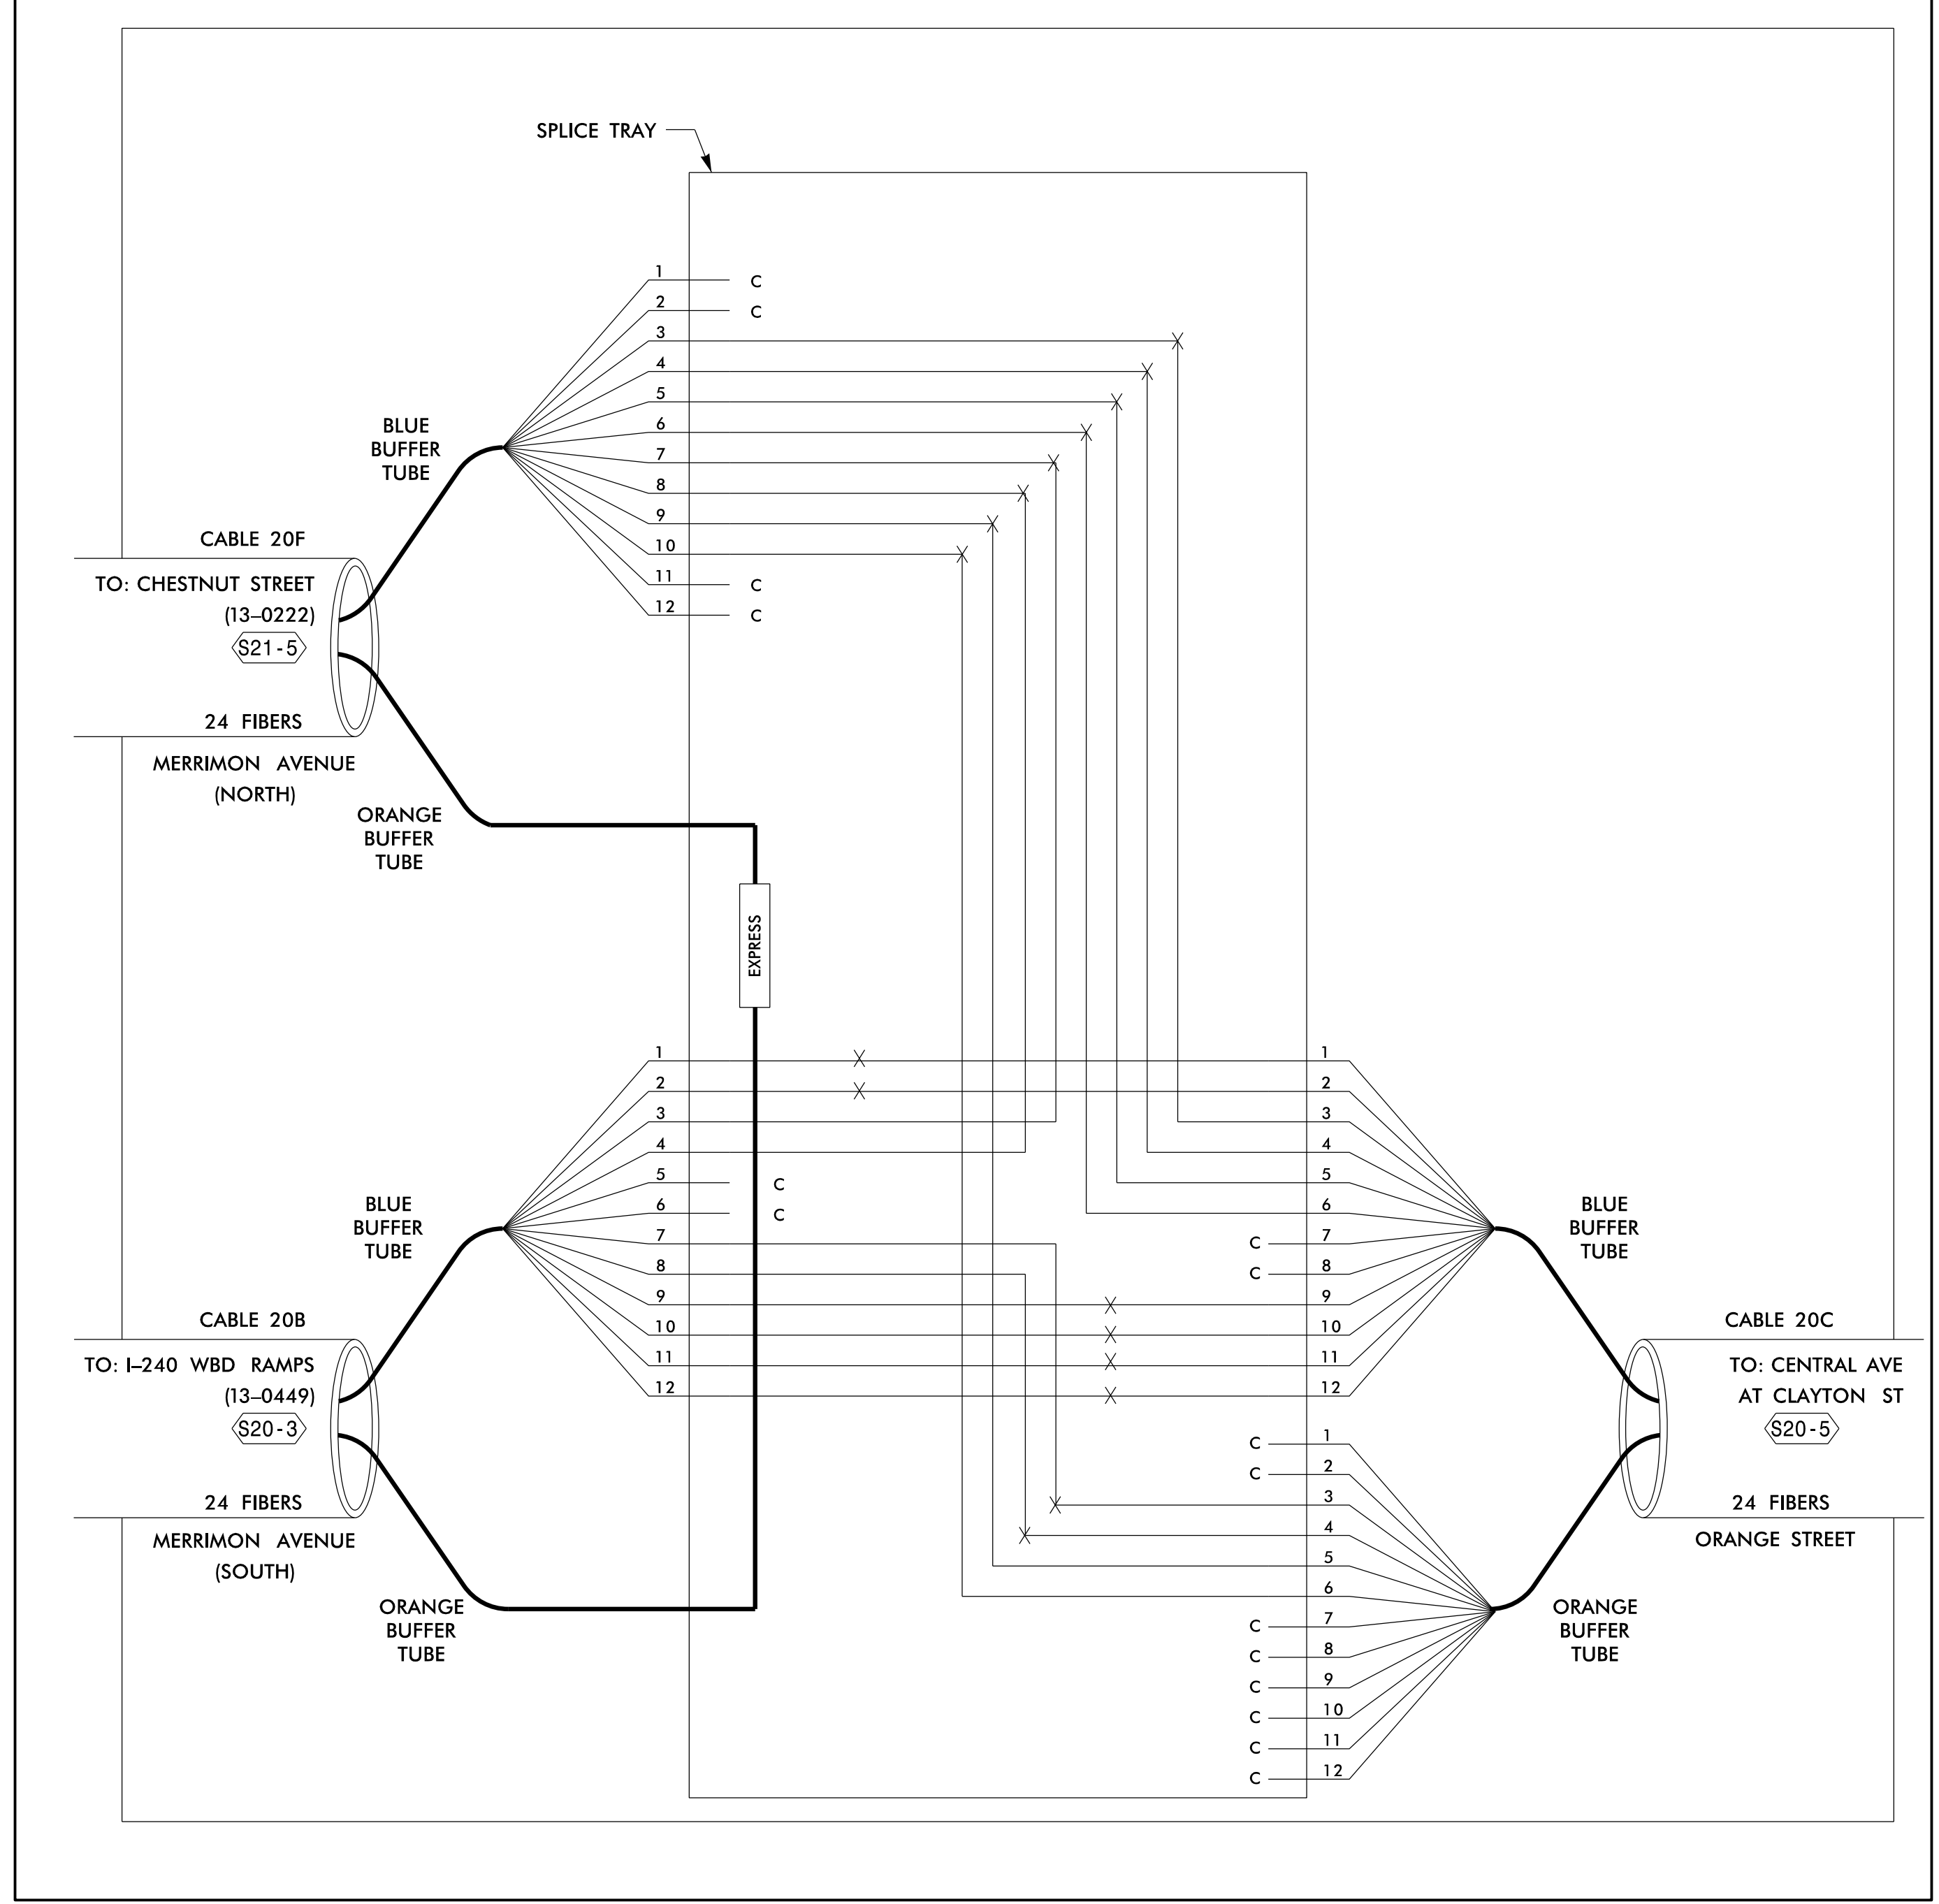 SPLICE TRAY
1 C
2 C
3
4
5
6
7
8
9
10
11 C
12 C
BLUE
BUFFER
TUBE
CABLE 20F
TO: CHESTNUT STREET
(13-0222)
S21-5
24 FIBERS
MERRIMON AVENUE
(NORTH)
ORANGE
BUFFER
TUBE
EXPRESS
1
2
3
4
5 C
6 C
7
8
9
10
11
12
BLUE
BUFFER
TUBE
CABLE 20B
TO: I-240 WBD RAMPS
(13-0449)
S20-3
24 FIBERS
MERRIMON AVENUE
(SOUTH)
ORANGE
BUFFER
TUBE
1
2
3
4
5
6
C 7
C 8
9
10
11
12
BLUE
BUFFER
TUBE
CABLE 20C
TO: CENTRAL AVE
AT CLAYTON ST
S20-5
24 FIBERS
ORANGE STREET
C 1
C 2
3
4
5
6
C 7
C 8
C 9
C 10
C 11
C 12
ORANGE
BUFFER
TUBE